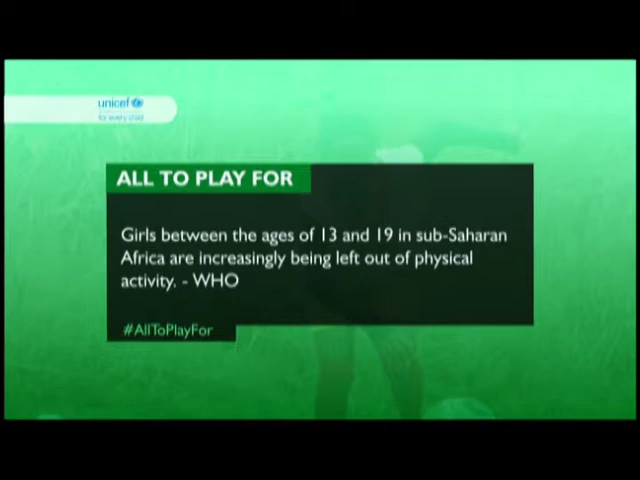 unicef
for every child
ALL TO PLAY FOR
Girls between the ages of 13 and 19 in sub-Saharan
Africa are increasingly being left out of physical
activity. - WHO
#AllToPlayFor